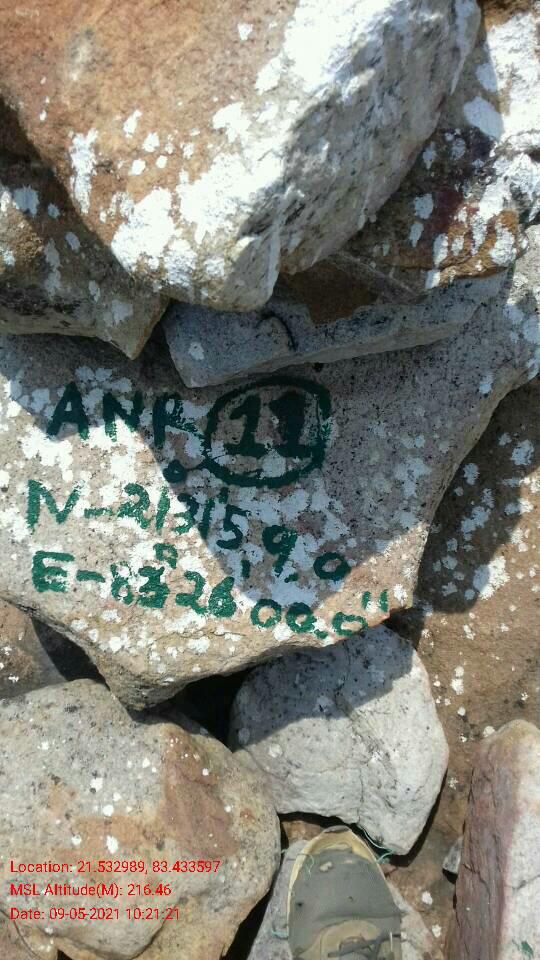 ANR 11
N-21°31'59.0
E-83°26'00.0"
Location: 21.532989, 83.433597
MSL Altitude(M): 216.46
Date: 09-05-2021 10:21:21